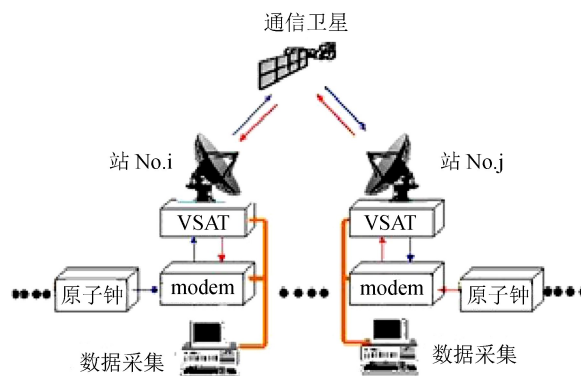 通信卫星
站 No.i
站 No.j
VSAT
VSAT
原子钟
modem
modem
原子钟
数据采集
数据采集